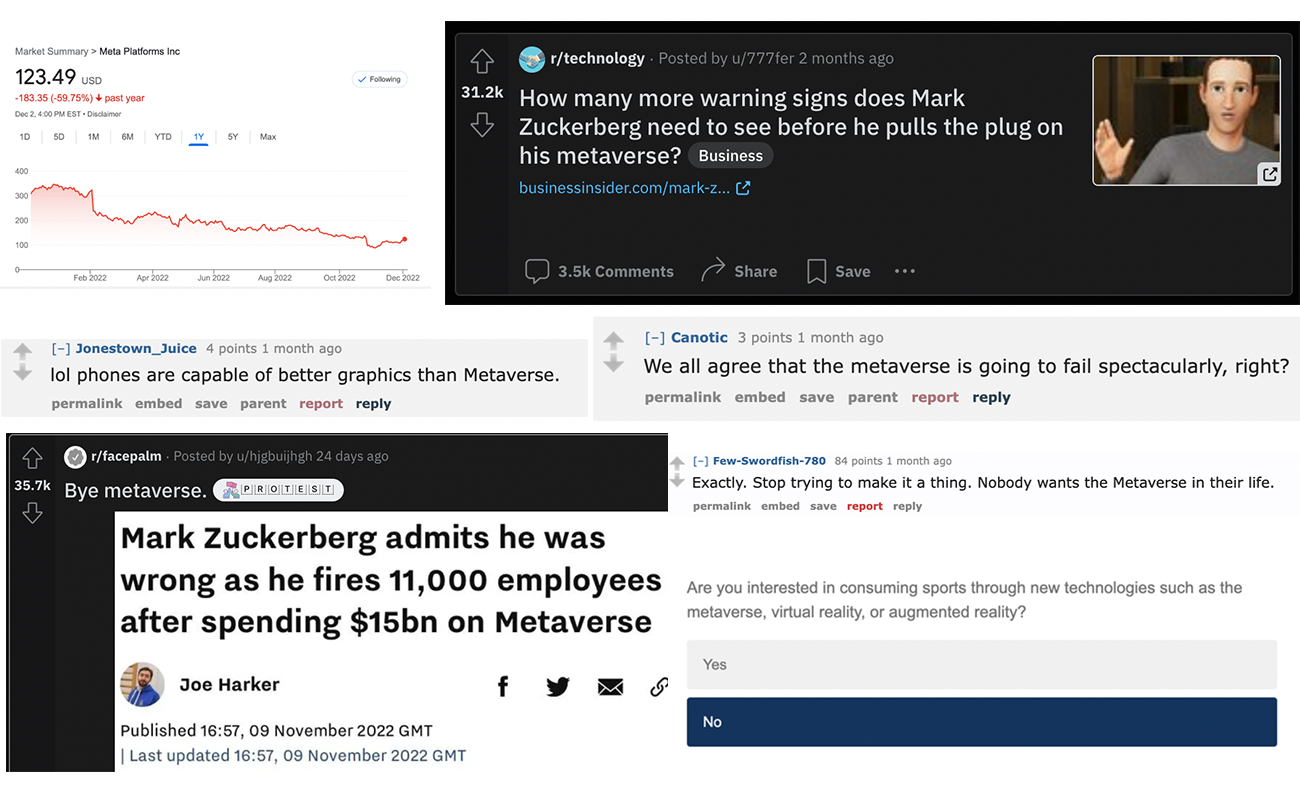 Market Summary > Meta Platforms Inc
123.49 USD
Following
-183.35 (-59.75%) past year
Dec 2, 4:00 PM EST • Disclaimer
1D 5D 1M 6M YTD 1Y 5Y Max
400
300
200
100
0
Feb 2022 Apr 2022 Jun 2022 Aug 2022 Oct 2022 Dec 2022
31.2k
r/technology · Posted by u/777fer 2 months ago
How many more warning signs does Mark
Zuckerberg need to see before he pulls the plug on
his metaverse? Business
businessinsider.com/mark-z...
3.5k Comments Share Save •••
[–] Jonestown_Juice 4 points 1 month ago
lol phones are capable of better graphics than Metaverse.
permalink embed save parent report reply
[–] Canotic 3 points 1 month ago
We all agree that the metaverse is going to fail spectacularly, right?
permalink embed save parent report reply
35.7k
r/facepalm · Posted by u/hjgbuijhgh 24 days ago
Bye metaverse. PROTEST
Mark Zuckerberg admits he was
wrong as he fires 11,000 employees
after spending $15bn on Metaverse
Joe Harker
Published 16:57, 09 November 2022 GMT
| Last updated 16:57, 09 November 2022 GMT
[–] Few-Swordfish-780 84 points 1 month ago
Exactly. Stop trying to make it a thing. Nobody wants the Metaverse in their life.
permalink embed save parent report reply
Are you interested in consuming sports through new technologies such as the
metaverse, virtual reality, or augmented reality?
Yes
No